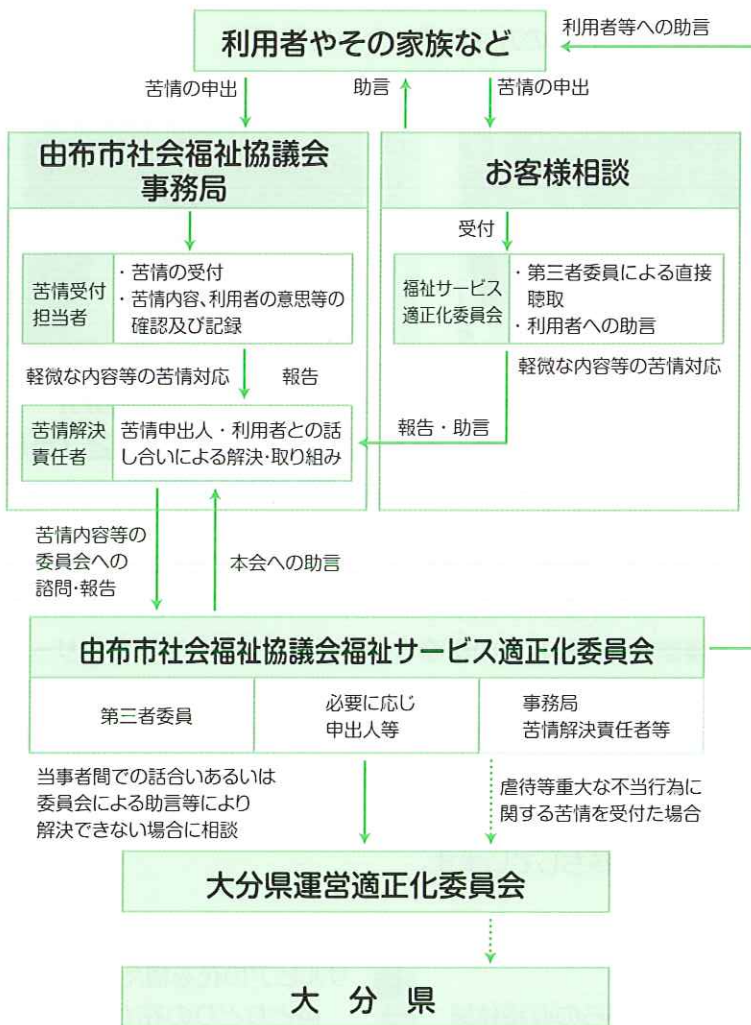 利用者やその家族など
利用者等への助言
苦情の申出
助言
苦情の申出
由布市社会福祉協議会
事務局
苦情受付
担当者
・苦情の受付
・苦情内容、利用者の意思等の
確認及び記録
軽微な内容等の苦情対応
報告
苦情解決
責任者
苦情申出人・利用者との話
し合いによる解決・取り組み
お客様相談
受付
福祉サービス
適正化委員会
・第三者委員による直接
聴取
・利用者への助言
軽微な内容等の苦情対応
報告・助言
苦情内容等の
委員会への
諮問・報告
本会への助言
由布市社会福祉協議会福祉サービス適正化委員会
第三者委員
必要に応じ
申出人等
事務局
苦情解決責任者等
当事者間での話合いあるいは
委員会による助言等により
解決できない場合に相談
虐待等重大な不当行為に
関する苦情を受付た場合
大分県運営適正化委員会
大分県